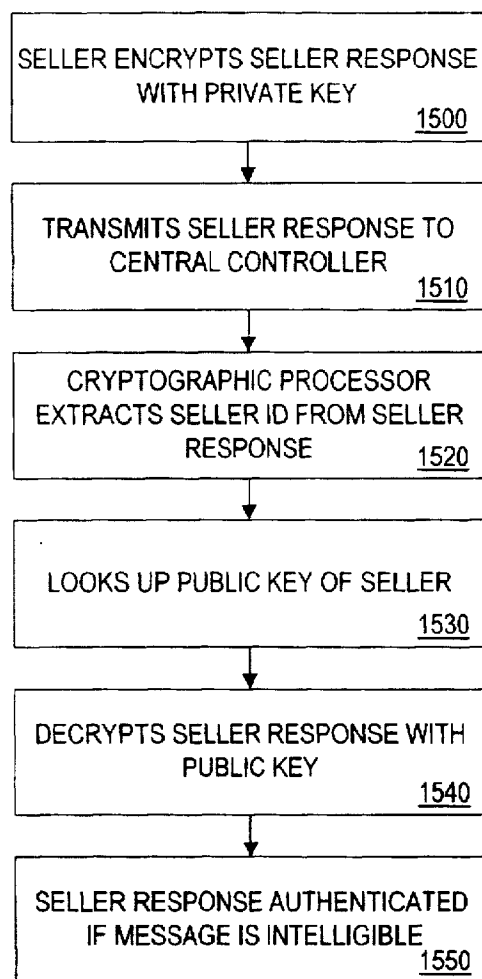 SELLER ENCRYPTS SELLER RESPONSE
WITH PRIVATE KEY
1500
TRANSMITS SELLER RESPONSE TO
CENTRAL CONTROLLER
1510
CRYPTOGRAPHIC PROCESSOR
EXTRACTS SELLER ID FROM SELLER
RESPONSE
1520
LOOKS UP PUBLIC KEY OF SELLER
1530
DECRYPTS SELLER RESPONSE WITH
PUBLIC KEY
1540
SELLER RESPONSE AUTHENTICATED
IF MESSAGE IS INTELLIGIBLE
1550